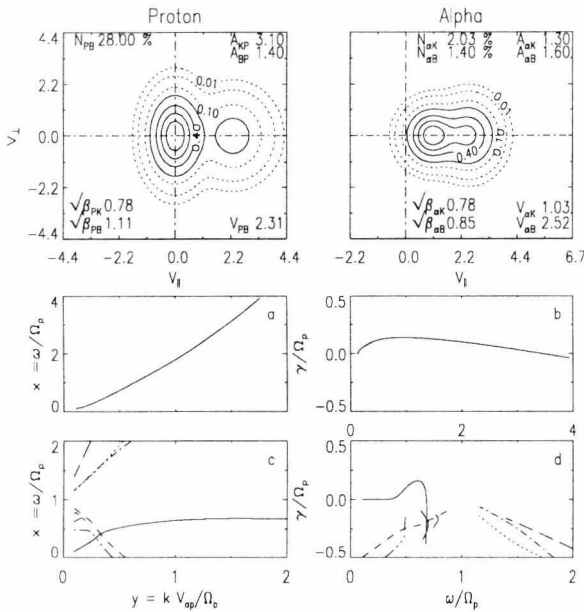 Proton
Alpha
4.4
N_PB 28.00 %
A_KP 3.10
A_BP 1.40
0.01
0.10
0.40
2.2
V⊥
0.0
-2.2
-4.4
√β_PK 0.78
√β_PB 1.11
V_PB 2.31
-4.4 -2.2 0.0 2.2 4.4
V∥
N_αK 2.03 %
N_αB 1.40 %
A_αK 1.30
A_αB 1.60
0.01
0.10
0.40
√β_αK 0.78
√β_αB 0.85
V_αK 1.03
V_αB 2.52
-2.2 0.0 2.2 4.4 6.7
V∥
4
2
0
x = ω/Ω_p
a
0.5
0.0
-0.5
γ/Ω_p
b
0 2 4
2
1
0
x = ω/Ω_p
c
0 1 2
y = k V_ap/Ω_p
0.5
0.0
-0.5
γ/Ω_p
d
0 1 2
ω/Ω_p